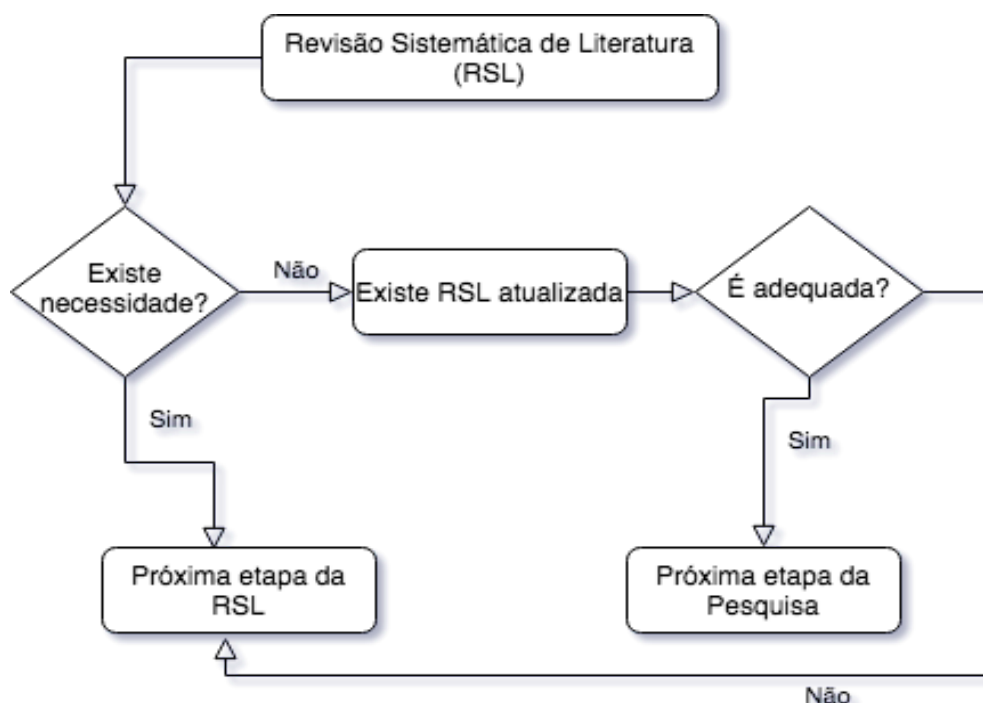 Revisão Sistemática de Literatura
(RSL)
Existe
necessidade?
Não
Existe RSL atualizada
É adequada?
Sim
Sim
Próxima etapa da
RSL
Próxima etapa da
Pesquisa
Não